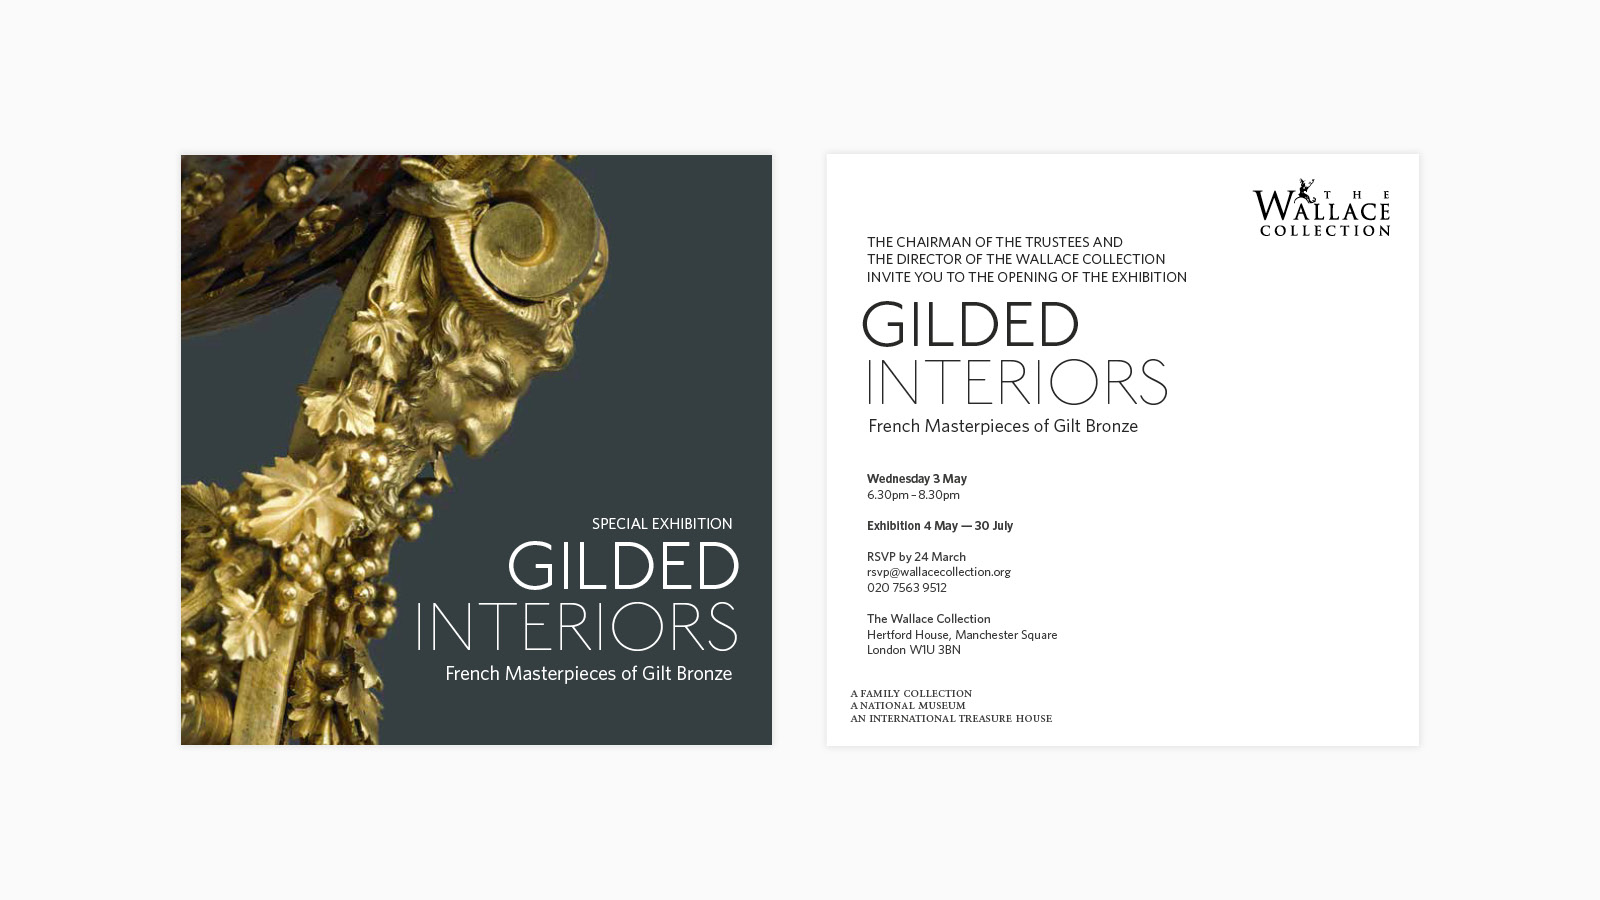 SPECIAL EXHIBITION
GILDED
INTERIORS
French Masterpieces of Gilt Bronze
THE
WALLACE
COLLECTION
THE CHAIRMAN OF THE TRUSTEES AND
THE DIRECTOR OF THE WALLACE COLLECTION
INVITE YOU TO THE OPENING OF THE EXHIBITION
GILDED
INTERIORS
French Masterpieces of Gilt Bronze
Wednesday 3 May
6.30pm – 8.30pm
Exhibition 4 May — 30 July
RSVP by 24 March
rsvp@wallacecollection.org
020 7563 9512
The Wallace Collection
Hertford House, Manchester Square
London W1U 3BN
A FAMILY COLLECTION
A NATIONAL MUSEUM
AN INTERNATIONAL TREASURE HOUSE